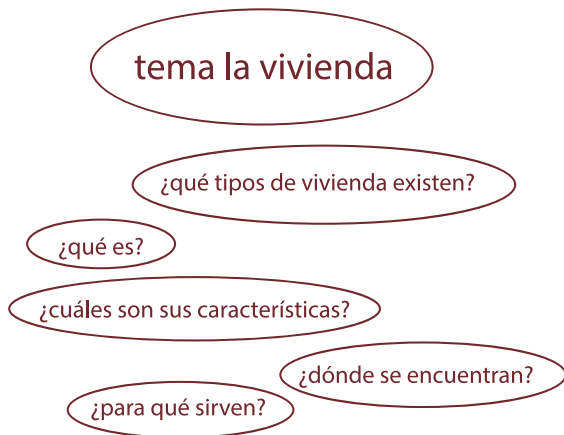 tema la vivienda
¿qué tipos de vivienda existen?
¿qué es?
¿cuáles son sus características?
¿dónde se encuentran?
¿para qué sirven?